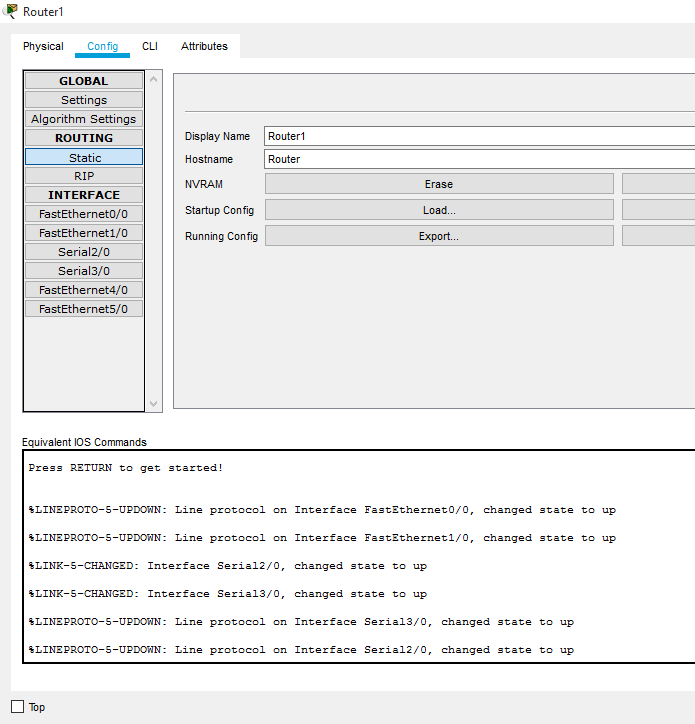 Router1
Physical Config CLI Attributes
GLOBAL
Settings
Algorithm Settings
ROUTING
Static
RIP
INTERFACE
FastEthernet0/0
FastEthernet1/0
Serial2/0
Serial3/0
FastEthernet4/0
FastEthernet5/0
Display Name Router1
Hostname Router
NVRAM Erase
Startup Config Load...
Running Config Export...
Equivalent IOS Commands
Press RETURN to get started!
%LINEPROTO-5-UPDOWN: Line protocol on Interface FastEthernet0/0, changed state to up
%LINEPROTO-5-UPDOWN: Line protocol on Interface FastEthernet1/0, changed state to up
%LINK-5-CHANGED: Interface Serial2/0, changed state to up
%LINK-5-CHANGED: Interface Serial3/0, changed state to up
%LINEPROTO-5-UPDOWN: Line protocol on Interface Serial3/0, changed state to up
%LINEPROTO-5-UPDOWN: Line protocol on Interface Serial2/0, changed state to up
Top